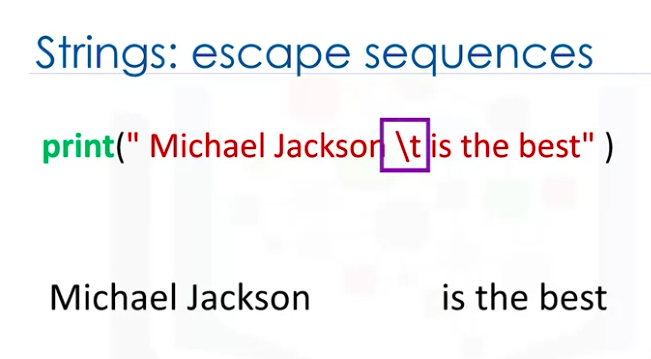 Strings: escape sequences
print(" Michael Jackson \t is the best" )
Michael Jackson is the best